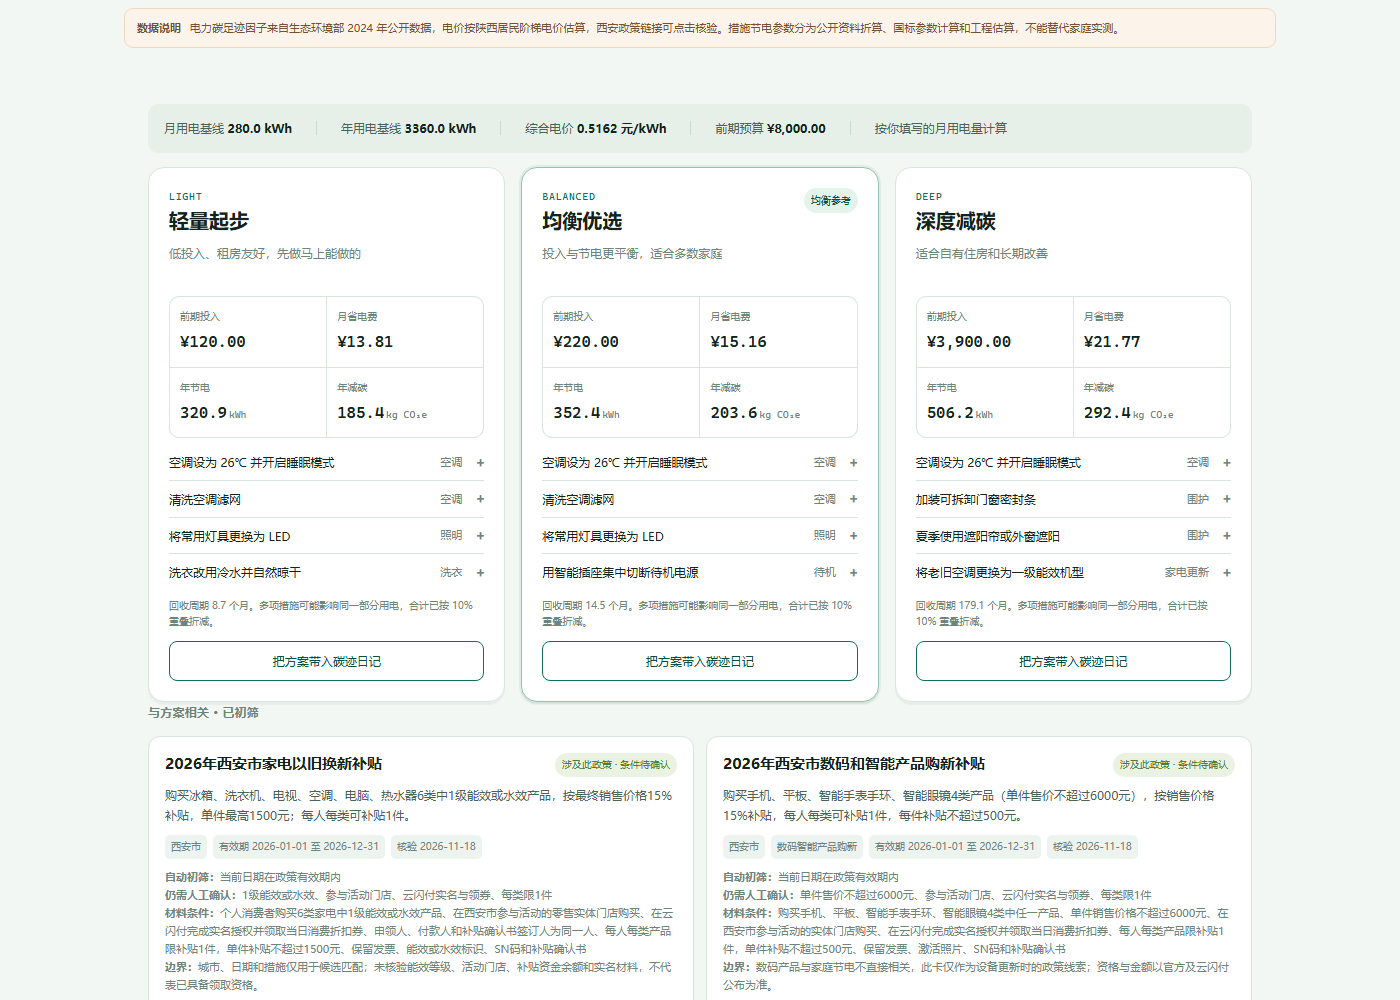 数据说明 电力碳足迹因子来自生态环境部 2024 年公开数据，电价按陕西居民阶梯电价估算，西安政策链接可点击核验。措施节电参数分为公开资料折算、国标参数计算和工程估算，不能替代家庭实测。
月用电基线 280.0 kWh 年用电基线 3360.0 kWh 综合电价 0.5162 元/kWh 前期预算 ¥8,000.00 按你填写的月用电量计算
LIGHT
轻量起步
低投入、租房友好，先做马上能做的
前期投入 月省电费
¥120.00 ¥13.81
年节电 年减碳
320.9 kWh 185.4 kg CO₂e
空调设为 26℃ 并开启睡眠模式 空调 +
清洗空调滤网 空调 +
将常用灯具更换为 LED 照明 +
洗衣改用冷水并自然晾干 洗衣 +
回收周期 8.7 个月。多项措施可能影响同一部分用电，合计已按 10%
重叠折减。
把方案带入碳迹日记
BALANCED 均衡参考
均衡优选
投入与节电更平衡，适合多数家庭
前期投入 月省电费
¥220.00 ¥15.16
年节电 年减碳
352.4 kWh 203.6 kg CO₂e
空调设为 26℃ 并开启睡眠模式 空调 +
清洗空调滤网 空调 +
将常用灯具更换为 LED 照明 +
用智能插座集中切断待机电源 待机 +
回收周期 14.5 个月。多项措施可能影响同一部分用电，合计已按 10%
重叠折减。
把方案带入碳迹日记
DEEP
深度减碳
适合自有住房和长期改善
前期投入 月省电费
¥3,900.00 ¥21.77
年节电 年减碳
506.2 kWh 292.4 kg CO₂e
空调设为 26℃ 并开启睡眠模式 空调 +
加装可拆卸门窗密封条 围护 +
夏季使用遮阳帘或外窗遮阳 围护 +
将老旧空调更换为一级能效机型 家电更新 +
回收周期 179.1 个月。多项措施可能影响同一部分用电，合计已按
10% 重叠折减。
把方案带入碳迹日记
与方案相关 · 已初筛
2026年西安市家电以旧换新补贴 涉及此政策 · 条件待确认
购买冰箱、洗衣机、电视、空调、电脑、热水器6类中1级能效或水效产品，按最终销售价格15%
补贴，单件最高1500元；每人每类可补贴1件。
西安市 有效期 2026-01-01 至 2026-12-31 核验 2026-11-18
自动初筛：当前日期在政策有效期内
仍需人工确认：1级能效或水效、参与活动门店、云闪付实名与领券、每类限1件
材料条件：个人消费者购买6类家电中1级能效或水效产品、在西安市参与活动的零售实体门店购买、在云
闪付完成实名授权并领取当日消费折扣券、申领人、付款人和补贴确认书签订人为同一人、每人每类产品
限补贴1件，单件补贴不超过1500元、保留发票、能效或水效标识、SN码和补贴确认书
边界：城市、日期和措施仅用于候选匹配；未核验能效等级、活动门店、补贴资金余额和实名材料，不代
表已具备领取资格。
2026年西安市数码和智能产品购新补贴 涉及此政策 · 条件待确认
购买手机、平板、智能手表手环、智能眼镜4类产品（单件售价不超过6000元），按销售价格
15%补贴，每人每类可补贴1件，每件补贴不超过500元。
西安市 数码智能产品购新 有效期 2026-01-01 至 2026-12-31 核验 2026-11-18
自动初筛：当前日期在政策有效期内
仍需人工确认：单件售价不超过6000元、参与活动门店、云闪付实名与领券、每类限1件
材料条件：购买手机、平板、智能手表手环、智能眼镜4类中任一产品、单件销售价格不超过6000元、在
西安市参与活动的实体门店购买、在云闪付完成实名授权并领取当日消费折扣券、每人每类产品限补贴1
件，单件补贴不超过500元、保留发票、激活照片、SN码和补贴确认书
边界：数码产品与家庭节电不直接相关，此卡仅作为设备更新时的政策线索；资格与金额以官方及云闪付
公布为准。